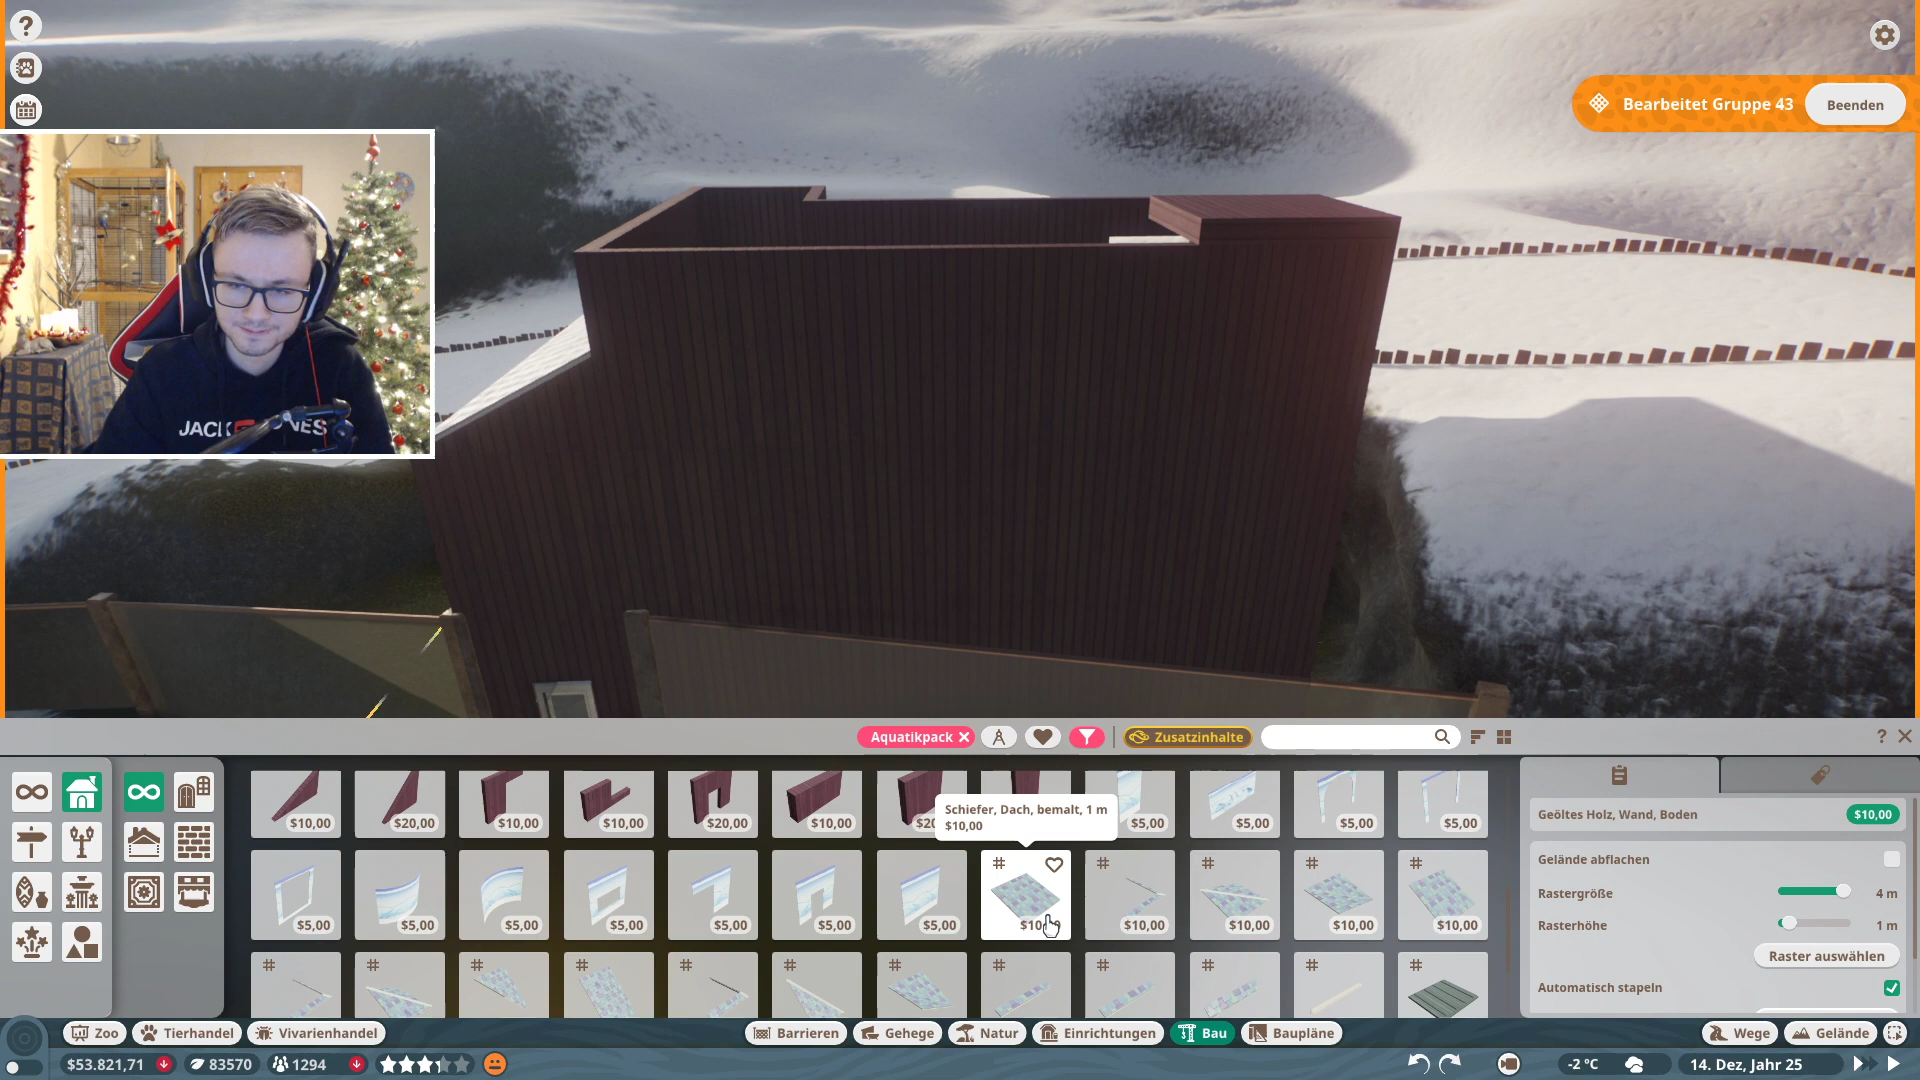 ?
Bearbeitet Gruppe 43
Beenden
Aquatikpack
Zusatzinhalte
?
$10,00
$20,00
$10,00
$10,00
$20,00
$10,00
$5,00
$5,00
$5,00
$5,00
Schiefer, Dach, bemalt, 1 m
$10,00
$5,00
$5,00
$5,00
$5,00
$5,00
$5,00
$5,00
$10,00
$10,00
$10,00
$10,00
Geöltes Holz, Wand, Boden
$10,00
Gelände abflachen
Rastergröße
4 m
Rasterhöhe
1 m
Raster auswählen
Automatisch stapeln
Zoo
Tierhandel
Vivarienhandel
Barrieren
Gehege
Natur
Einrichtungen
Bau
Baupläne
Wege
Gelände
$53.821,71
83570
1294
-2 °C
14. Dez, Jahr 25